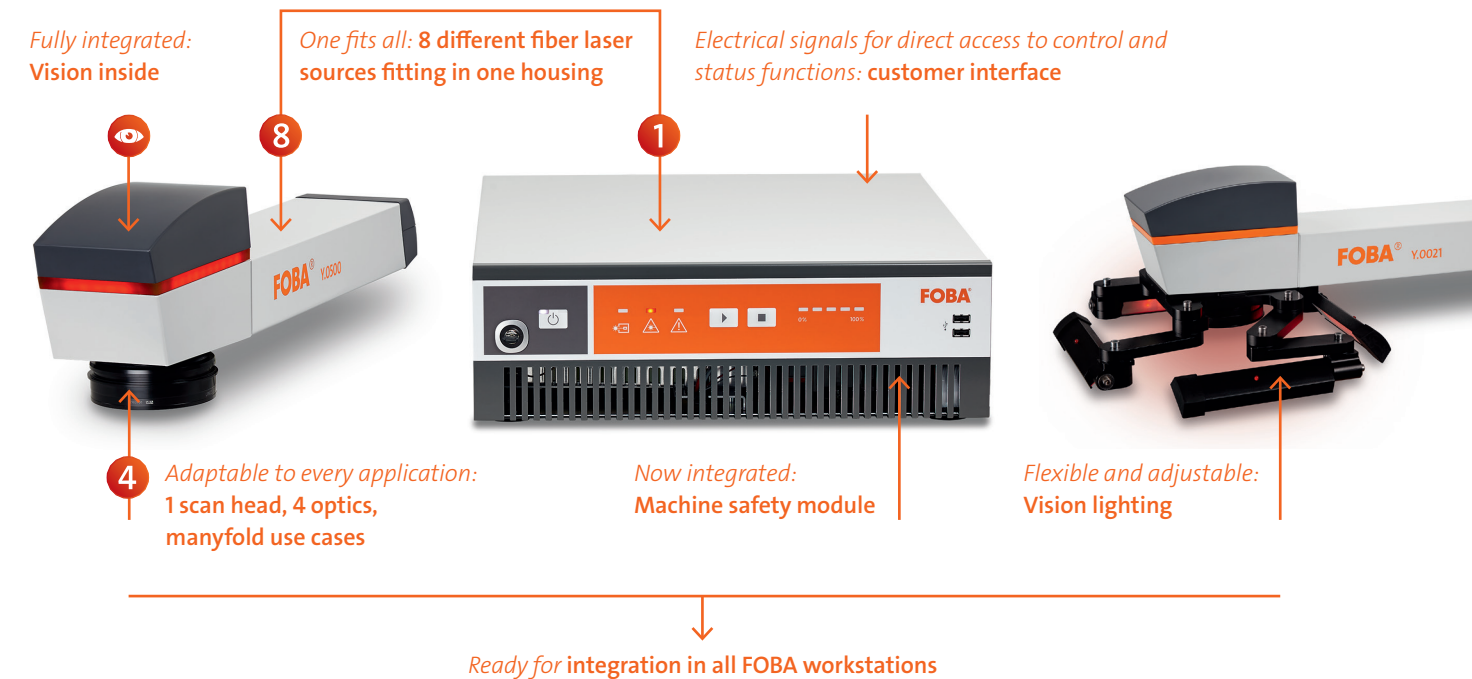 Fully integrated:
Vision inside
One fits all: 8 different fiber laser
sources fitting in one housing
Electrical signals for direct access to control and
status functions: customer interface
8
1
FOBA® Y.0500
FOBA®
0% 100%
FOBA® Y.0021
4
Adaptable to every application:
1 scan head, 4 optics,
manyfold use cases
Now integrated:
Machine safety module
Flexible and adjustable:
Vision lighting
Ready for integration in all FOBA workstations